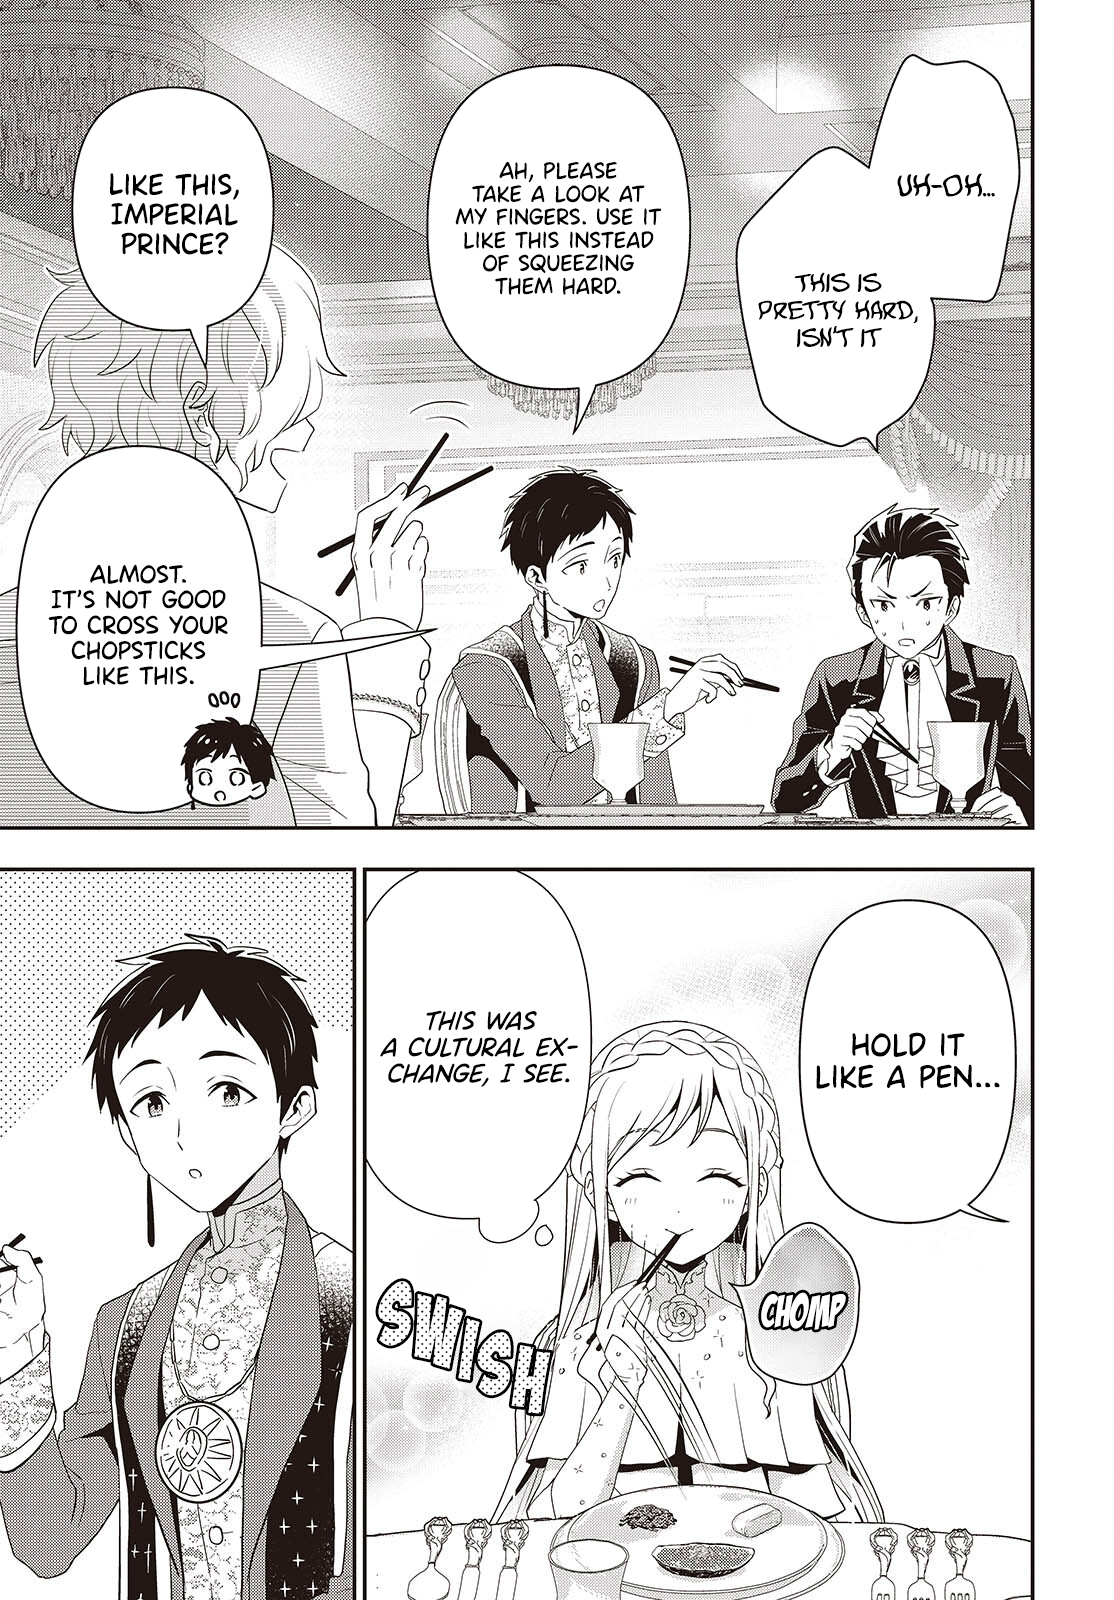 UH-OH...
THIS IS
PRETTY HARD,
ISN'T IT
AH, PLEASE
TAKE A LOOK AT
MY FINGERS. USE IT
LIKE THIS INSTEAD
OF SQUEEZING
THEM HARD.
LIKE THIS,
IMPERIAL
PRINCE?
ALMOST.
IT'S NOT GOOD
TO CROSS YOUR
CHOPSTICKS
LIKE THIS.
HOLD IT
LIKE A PEN...
CHOMP
THIS WAS
A CULTURAL EX-
CHANGE, I SEE.
SWISH